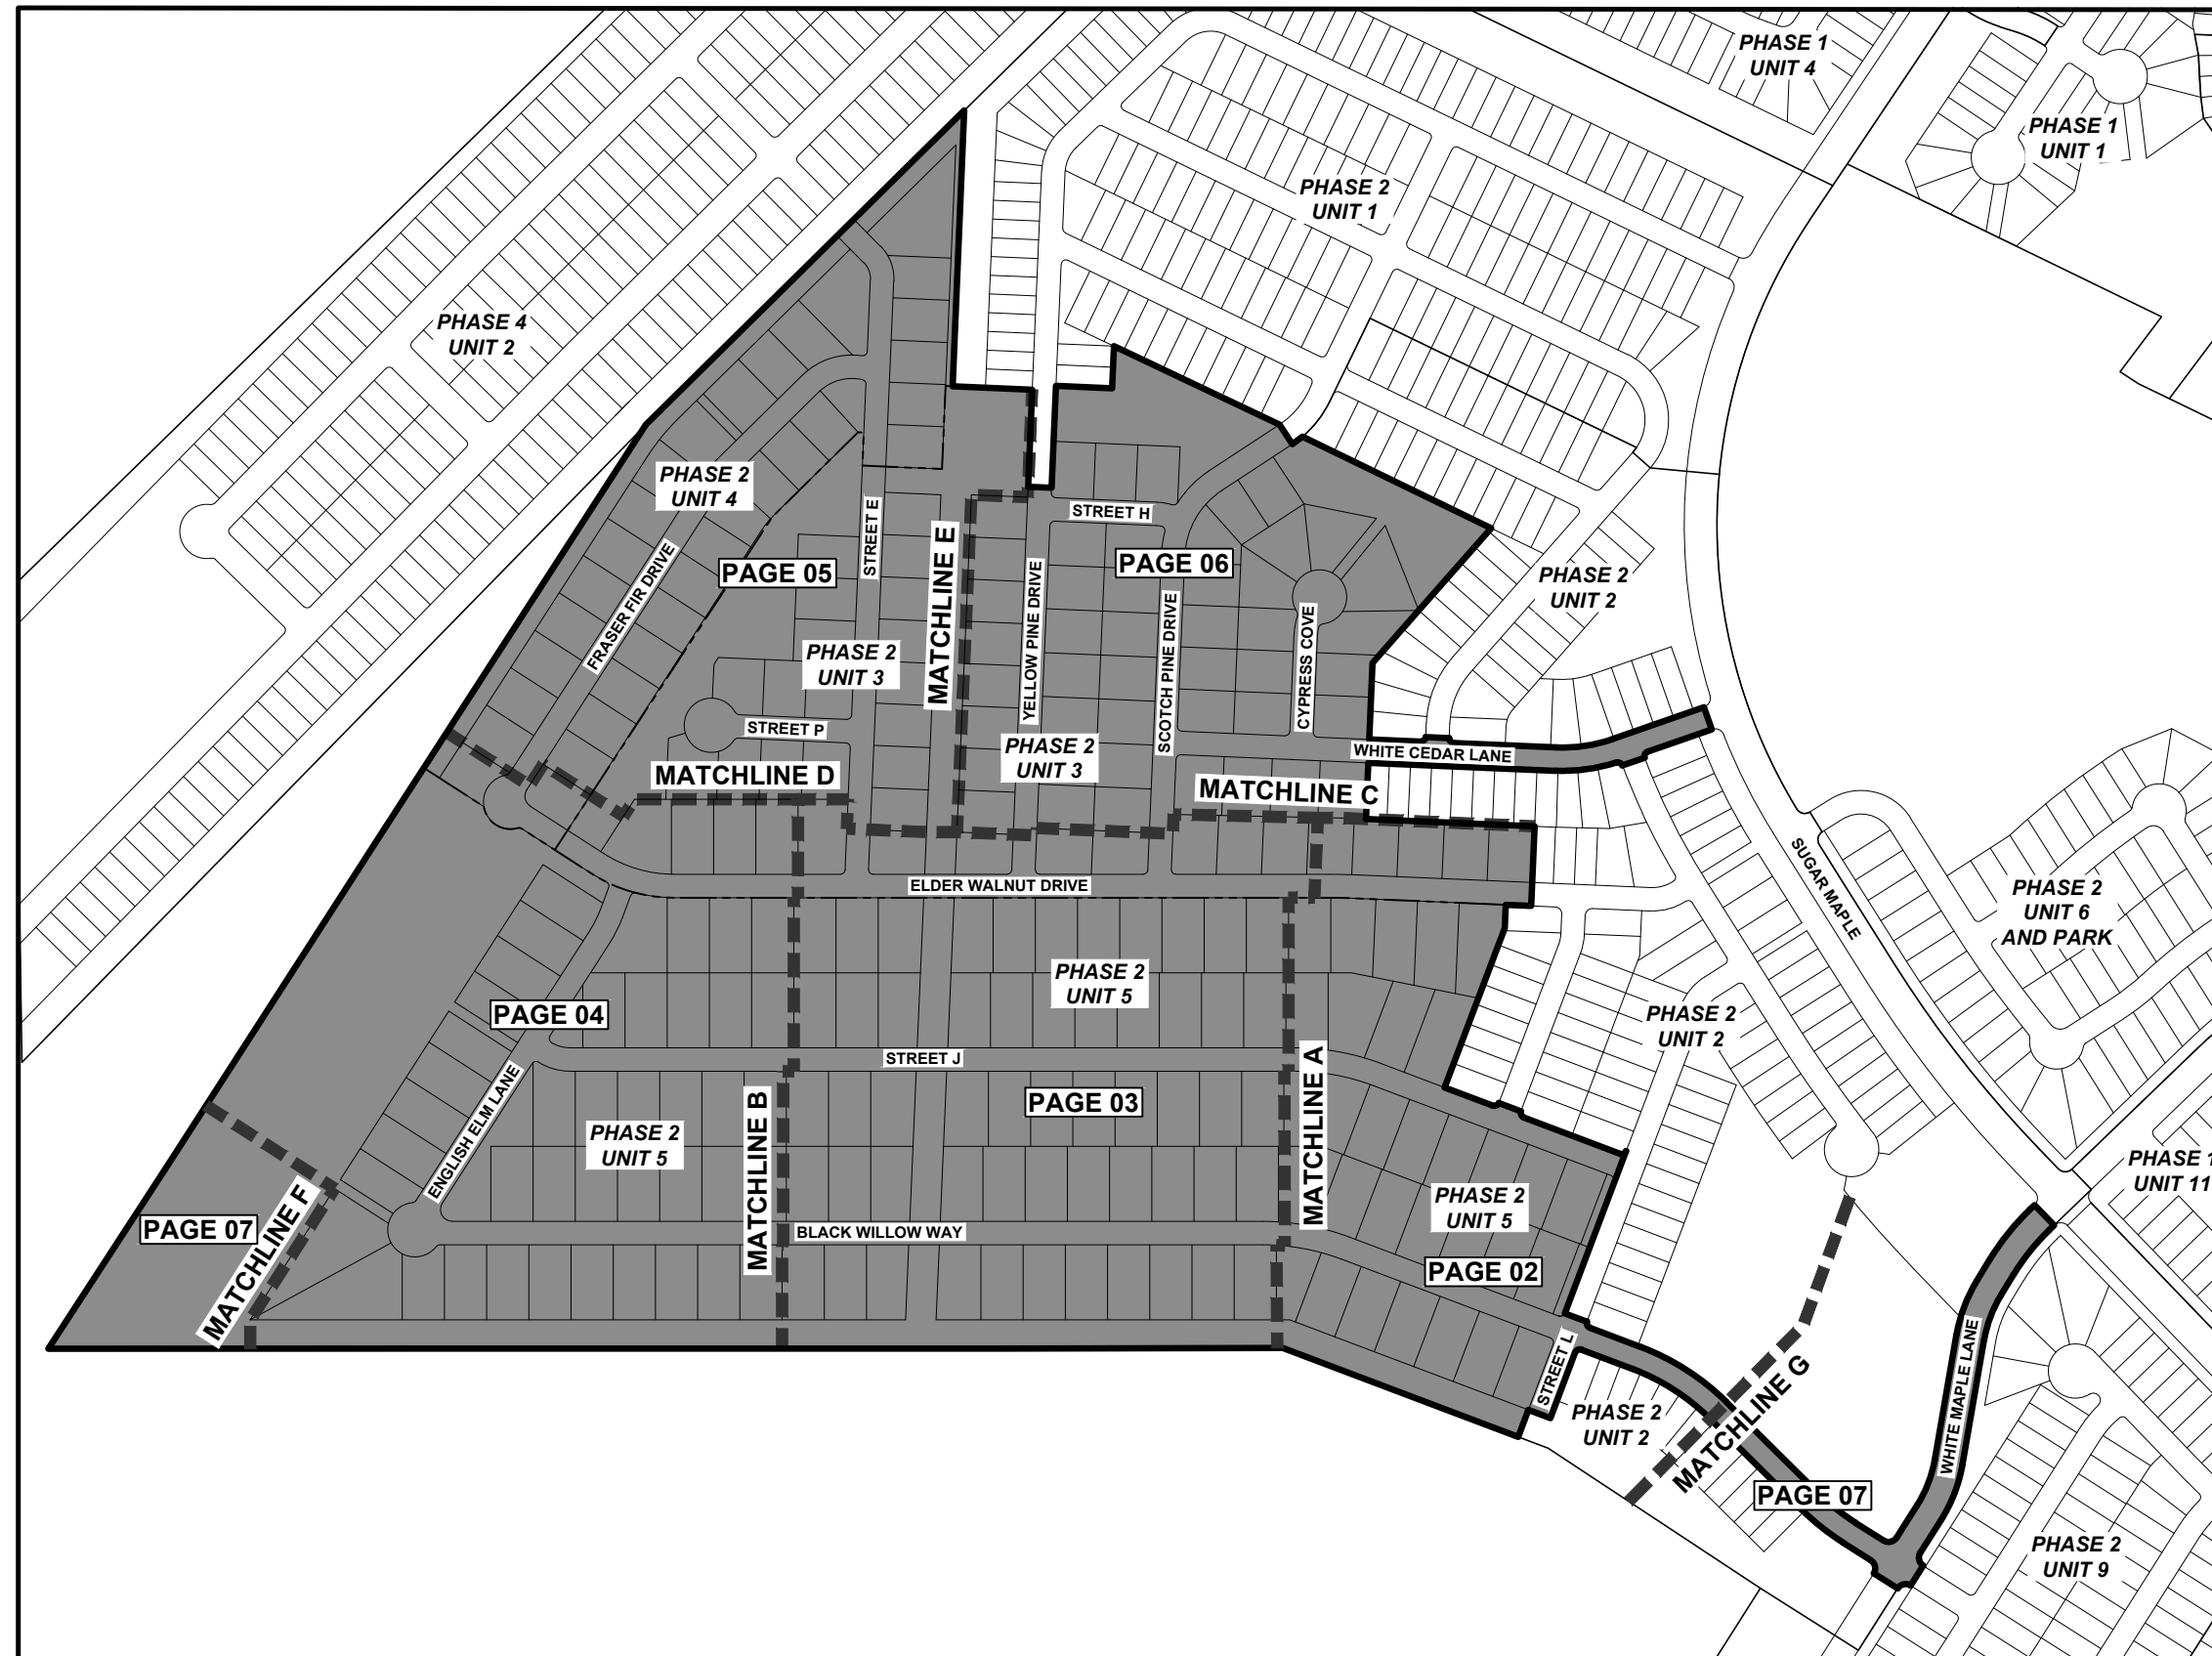 PHASE 1
UNIT 4
PHASE 1
UNIT 1
PHASE 2
UNIT 1
PHASE 4
UNIT 2
PHASE 2
UNIT 4
STREET E
STREET H
MATCHLINE E
PAGE 05
PAGE 06
FRASER FIR DRIVE
YELLOW PINE DRIVE
SCOTCH PINE DRIVE
CYPRESS COVE
PHASE 2
UNIT 2
PHASE 2
UNIT 3
STREET P
PHASE 2
UNIT 3
WHITE CEDAR LANE
MATCHLINE D
MATCHLINE C
SUGAR MAPLE
ELDER WALNUT DRIVE
PHASE 2
UNIT 6
AND PARK
PHASE 2
UNIT 5
PAGE 04
PHASE 2
UNIT 2
STREET J
ENGLISH ELM LANE
MATCHLINE B
PAGE 03
MATCHLINE A
PHASE 2
UNIT 5
PHASE 1
UNIT 11
PHASE 2
UNIT 5
PAGE 07
MATCHLINE F
BLACK WILLOW WAY
PAGE 02
STREET L
WHITE MAPLE LANE
PHASE 2
UNIT 2
MATCHLINE G
PAGE 07
PHASE 2
UNIT 9